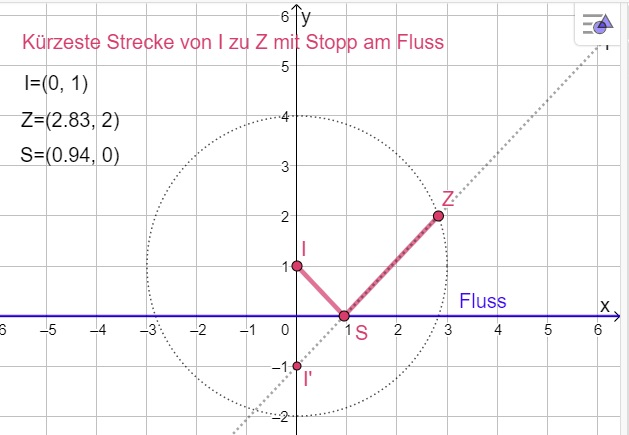 6
y
Kürzeste Strecke von I zu Z mit Stopp am Fluss
5
I=(0, 1)
Z=(2.83, 2)
4
S=(0.94, 0)
3
Z
2
I
1
Fluss
x
6 −5 −4 −3 −2 −1 0 1 2 3 4 5 6
S
−1
I'
−2